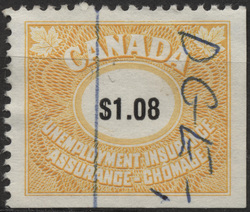 CANADA
$1.08
UNEMPLOYMENT INSURANCE
ASSURANCE-CHOMAGE